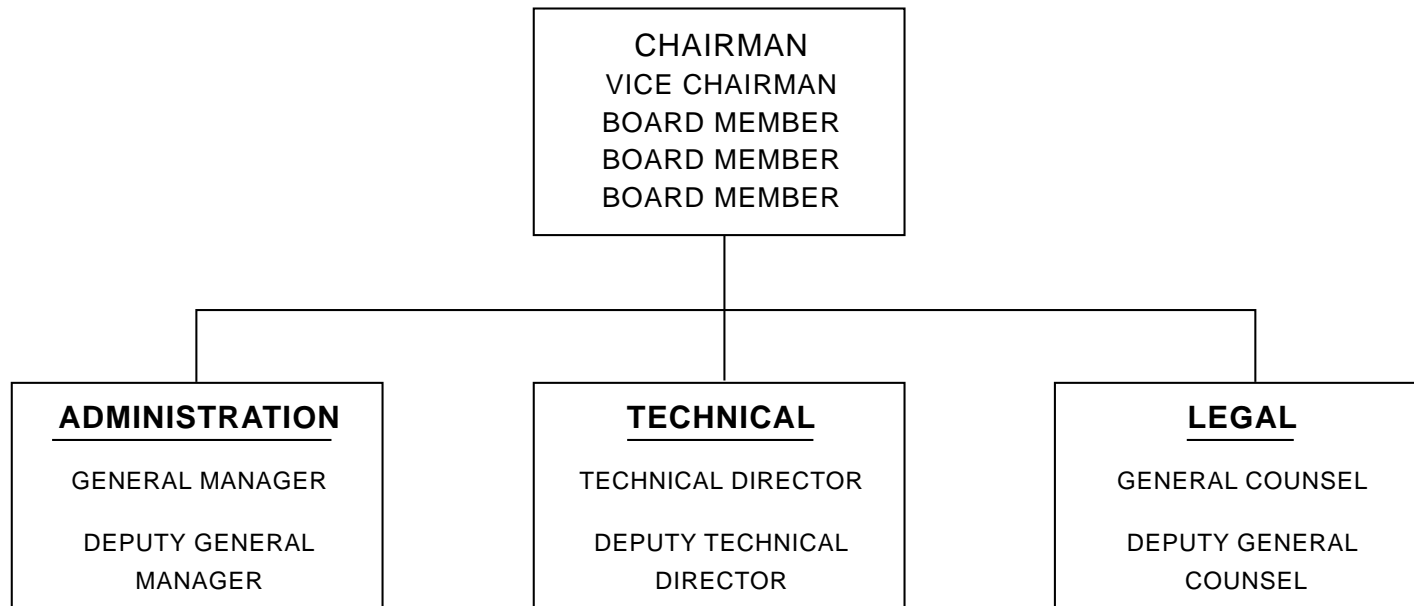 CHAIRMAN
VICE CHAIRMAN
BOARD MEMBER
BOARD MEMBER
BOARD MEMBER
ADMINISTRATION
GENERAL MANAGER
DEPUTY GENERAL
MANAGER
TECHNICAL
TECHNICAL DIRECTOR
DEPUTY TECHNICAL
DIRECTOR
LEGAL
GENERAL COUNSEL
DEPUTY GENERAL
COUNSEL